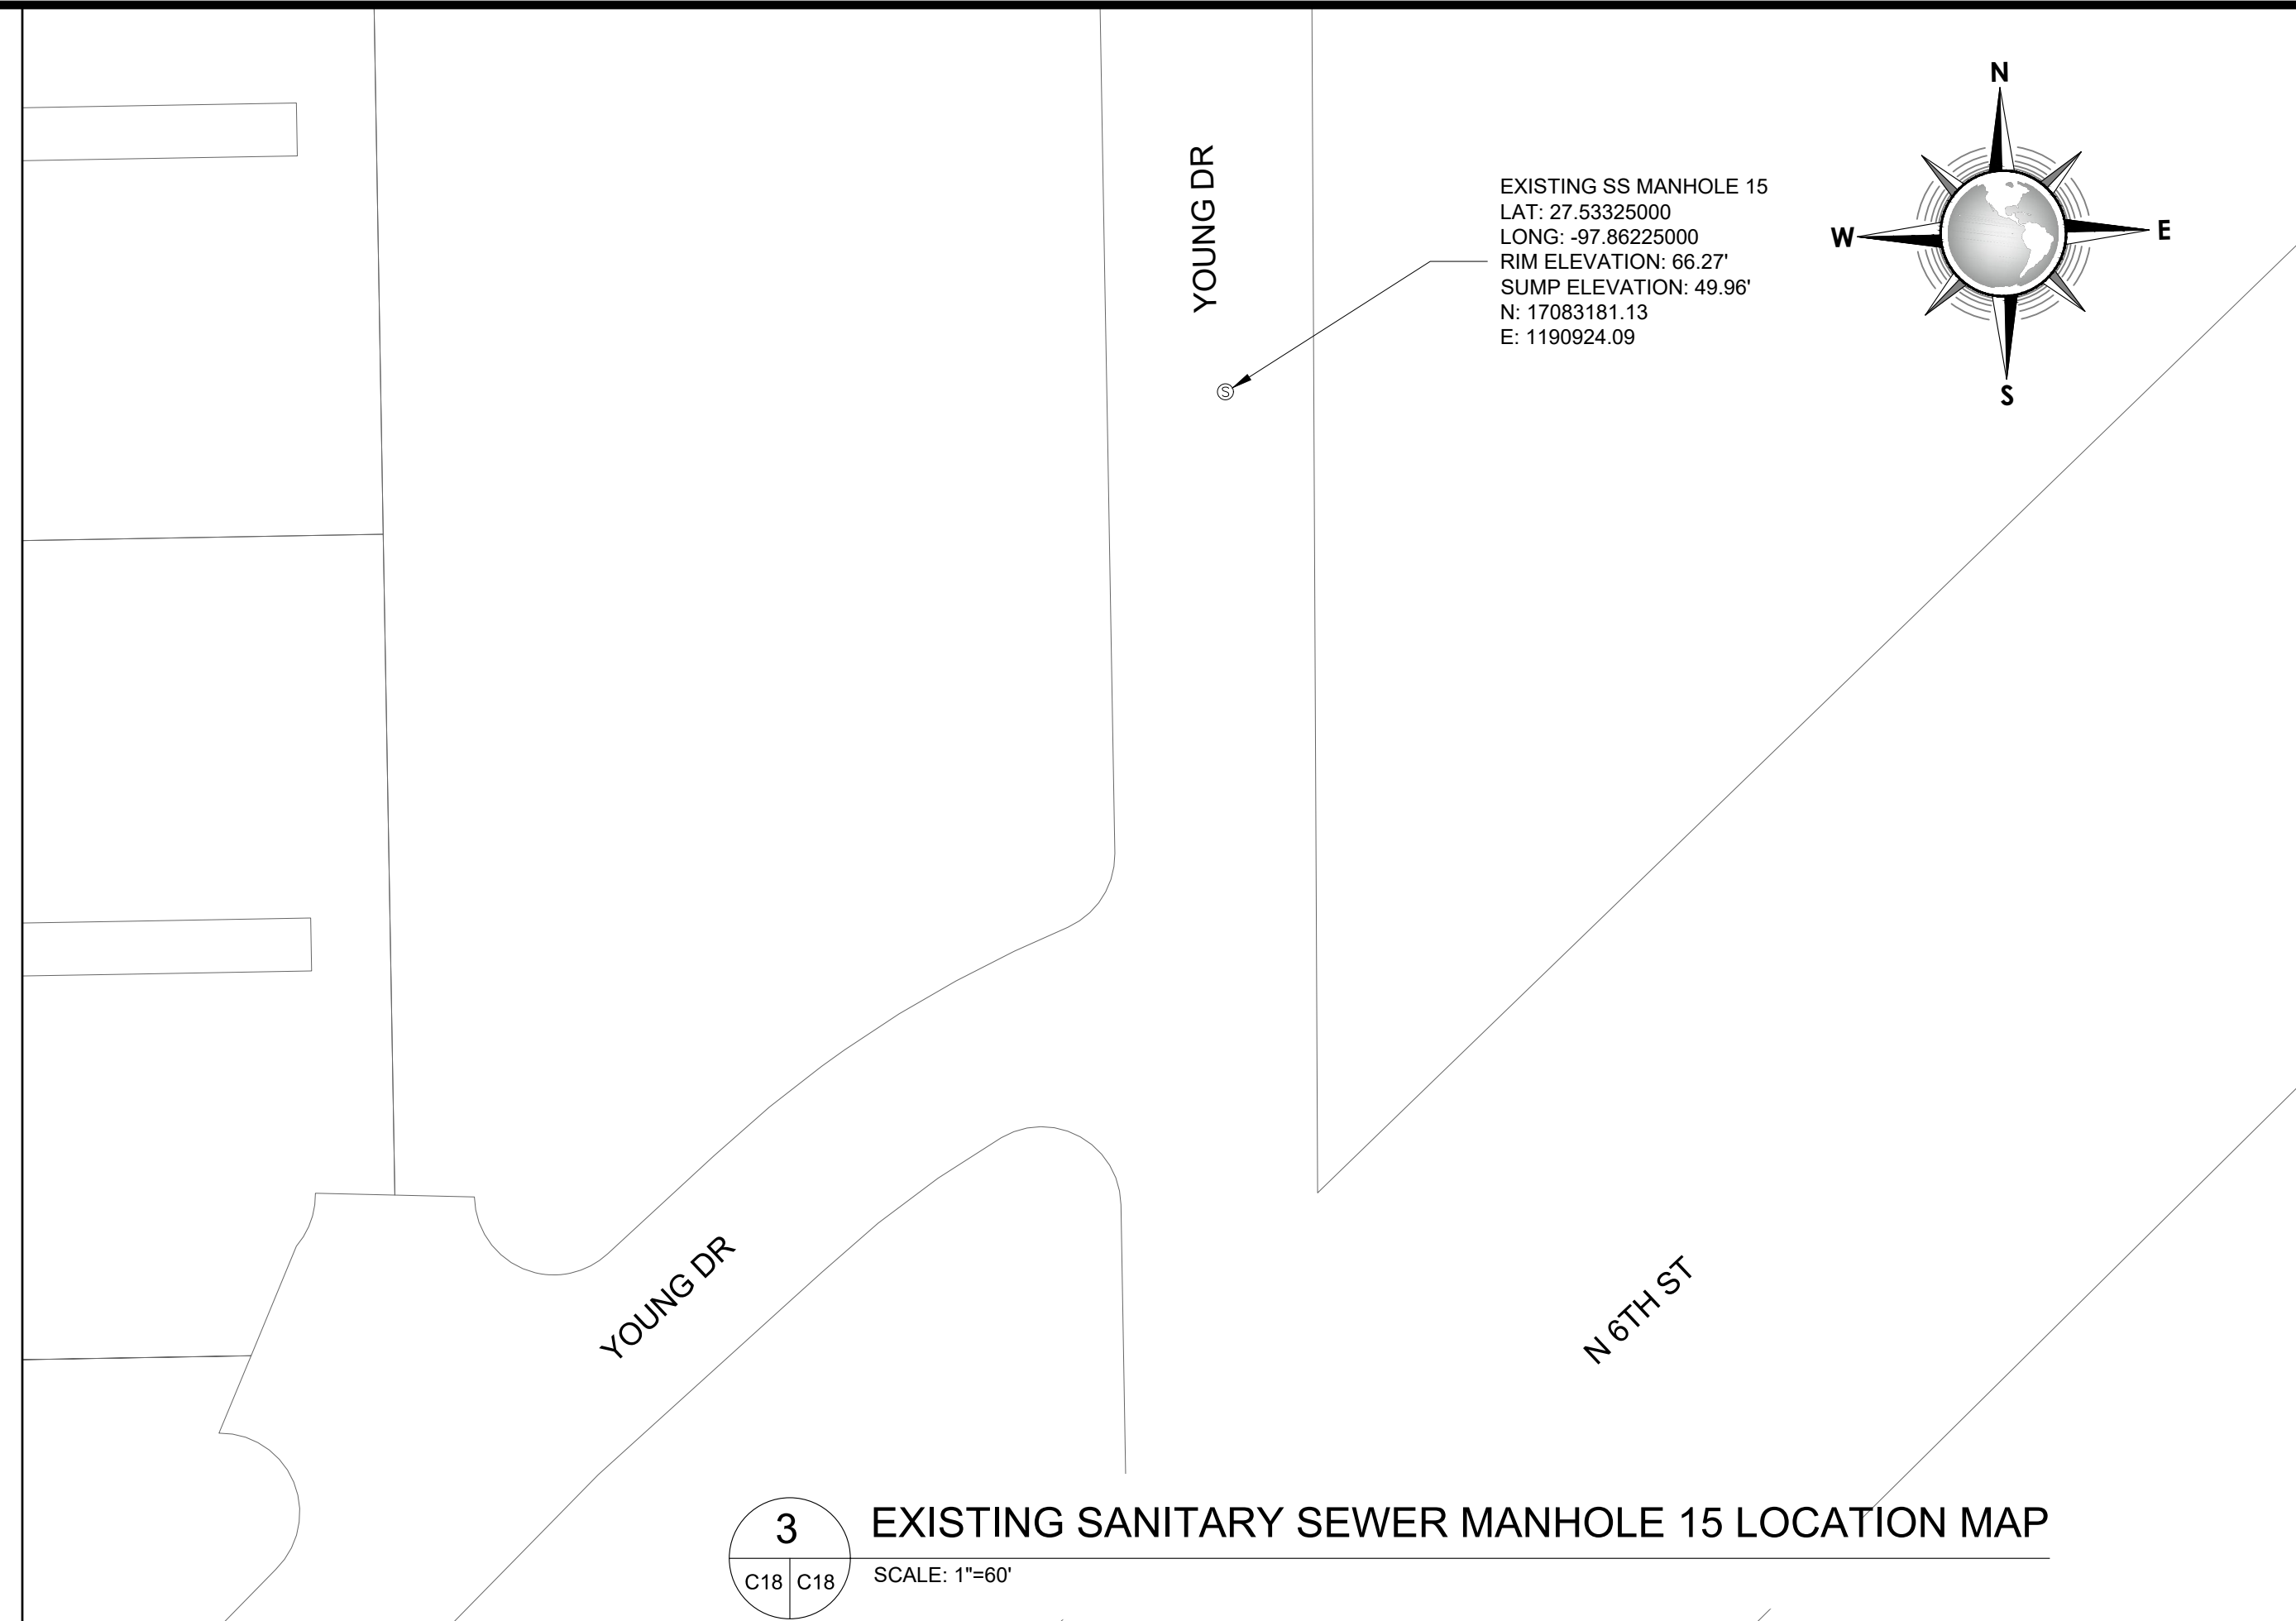 N
W
E
S
YOUNG DR
EXISTING SS MANHOLE 15
LAT: 27.53325000
LONG: -97.86225000
RIM ELEVATION: 66.27'
SUMP ELEVATION: 49.96'
N: 17083181.13
E: 1190924.09
S
YOUNG DR
N 6TH ST
3
C18
C18
EXISTING SANITARY SEWER MANHOLE 15 LOCATION MAP
SCALE: 1"=60'